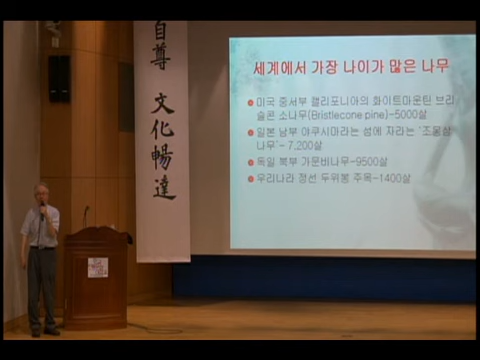 自尊
文化暢達
세계에서 가장 나이가 많은 나무
미국 중서부 캘리포니아의 화이트마운틴 브리
슬콘 소나무(Bristlecone pine)-5000살
일본 남부 야쿠시마라는 섬에 자라는 '조몽삼
나무'- 7,200살
독일 북부 가문비나무-9500살
우리나라 정선 두위봉 주목-1400살